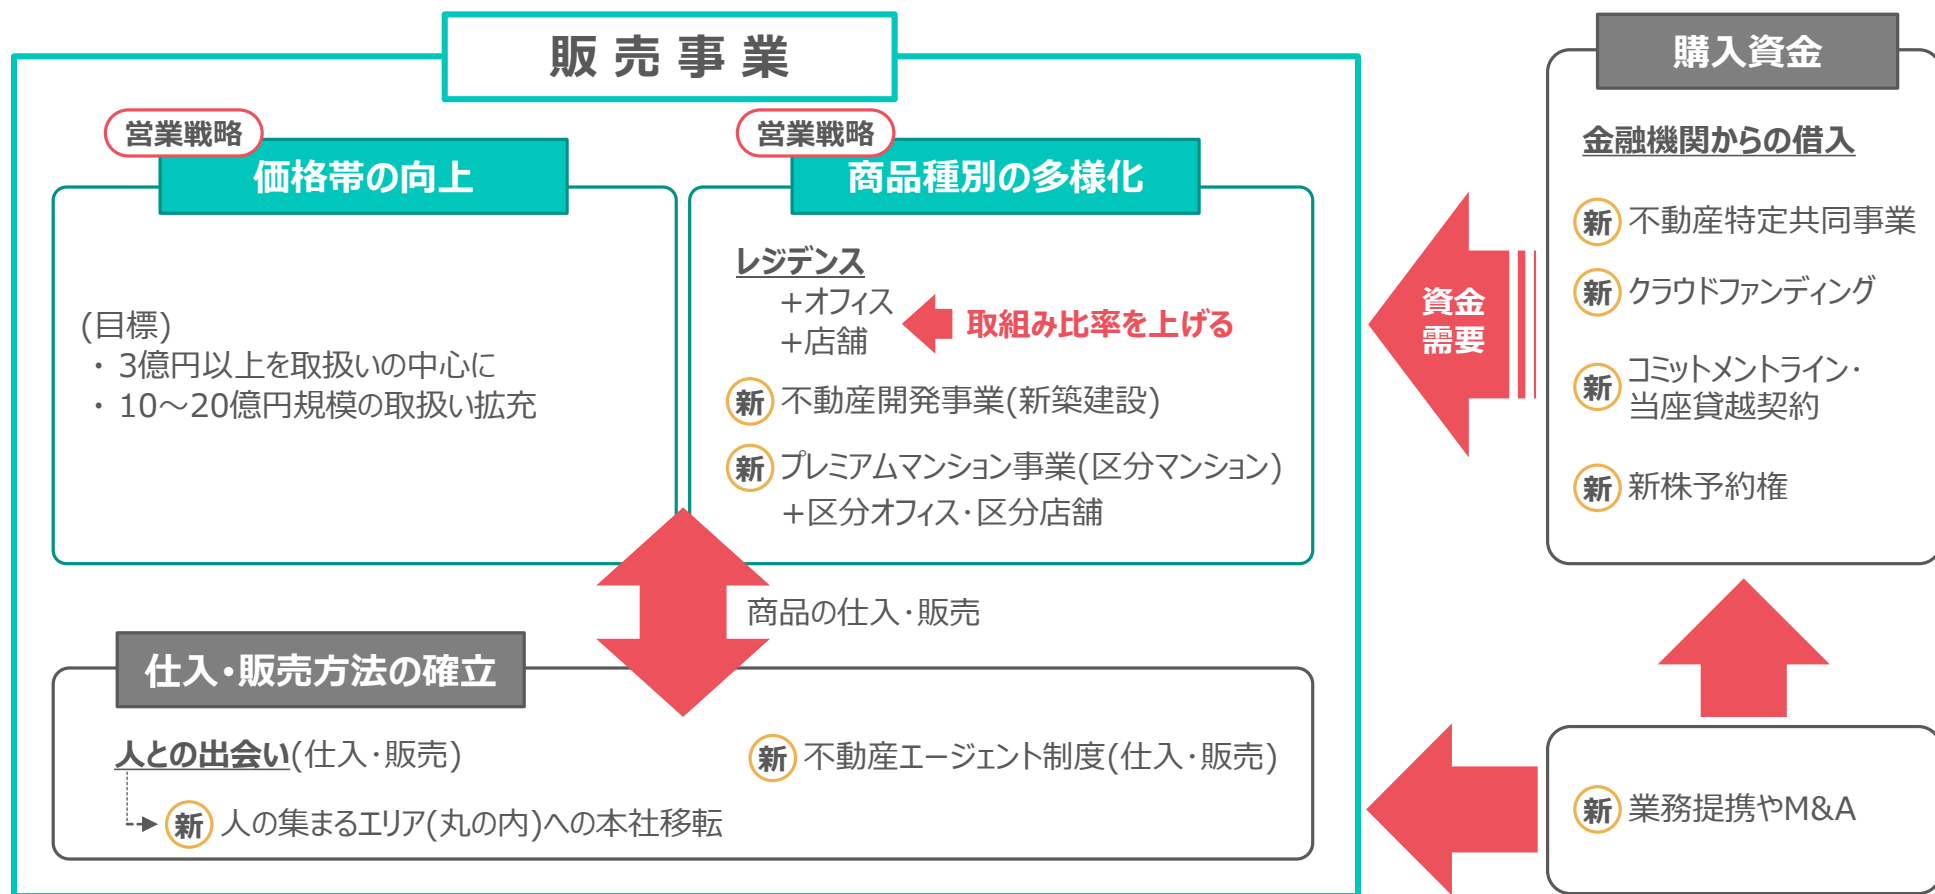 販売事業
営業戦略
価格帯の向上
(目標)
・ 3億円以上を取扱いの中心に
・ 10～20億円規模の取扱い拡充
営業戦略
商品種別の多様化
レジデンス
＋オフィス
＋店舗
取組み比率を上げる
新 不動産開発事業(新築建設)
新 プレミアムマンション事業(区分マンション)
＋区分オフィス・区分店舗
商品の仕入・販売
仕入・販売方法の確立
人との出会い(仕入・販売)
新 人の集まるエリア(丸の内)への本社移転
新 不動産エージェント制度(仕入・販売)
資金
需要
購入資金
金融機関からの借入
新 不動産特定共同事業
新 クラウドファンディング
新 コミットメントライン・
当座貸越契約
新 新株予約権
新 業務提携やM&A